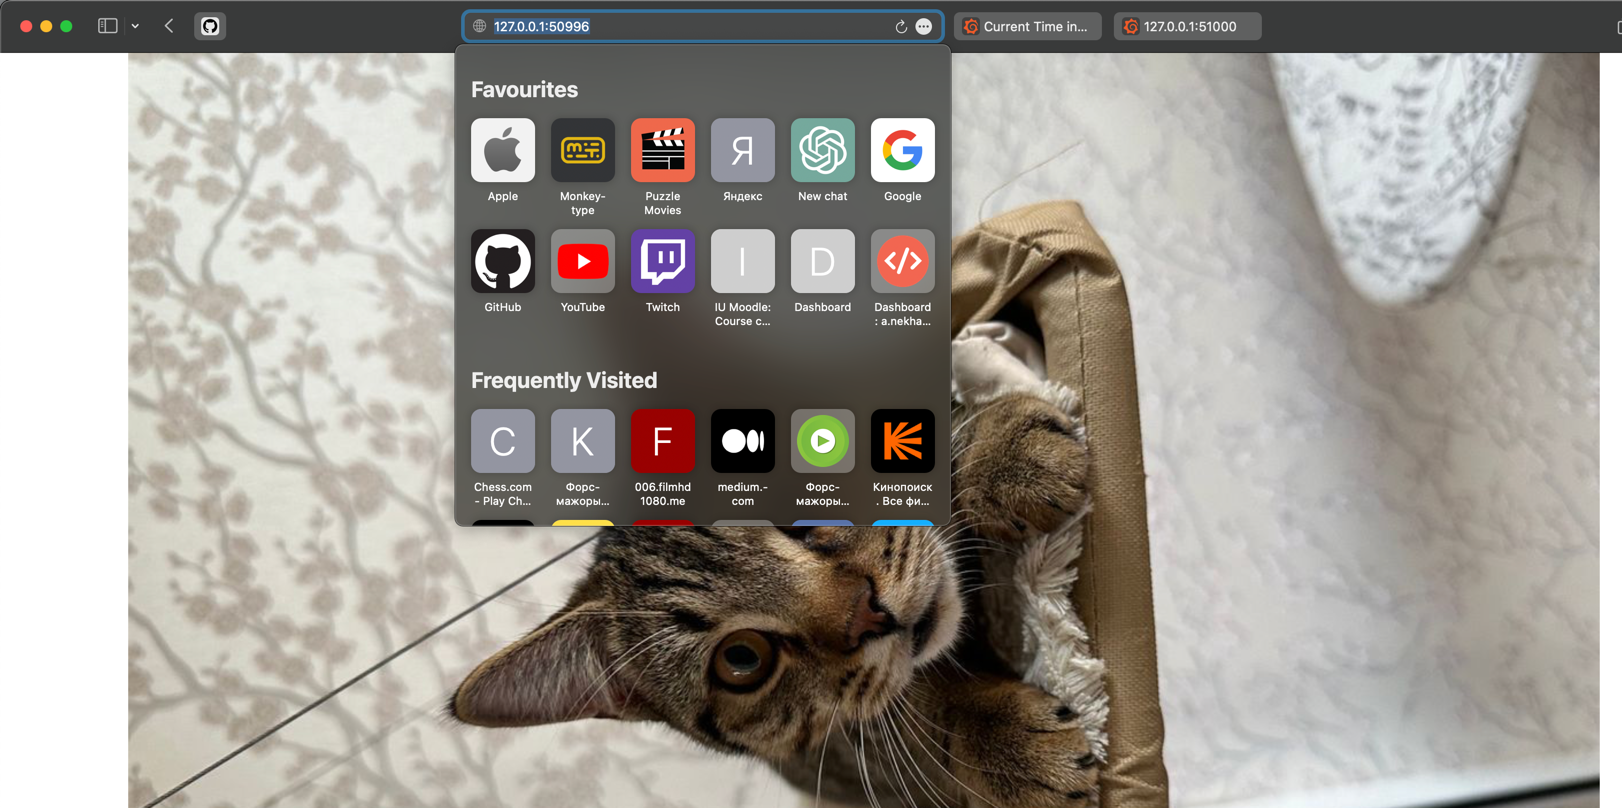 127.0.0.1:50996
Current Time in...
127.0.0.1:51000
Favourites
Apple
Monkey-
type
Puzzle
Movies
Я
Яндекс
New chat
Google
GitHub
YouTube
Twitch
I
IU Moodle:
Course c...
D
Dashboard
Dashboard
: a.nekha...
Frequently Visited
C
Chess.com
- Play Ch...
K
Форс-
мажоры...
F
006.filmhd
1080.me
medium.-
com
Форс-
мажоры...
Кинопоиск
. Все фи...